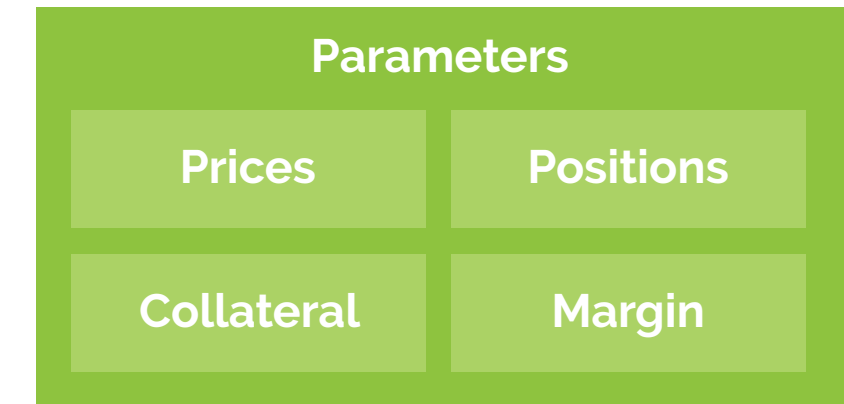 Parameters
Prices
Positions
Collateral
Margin